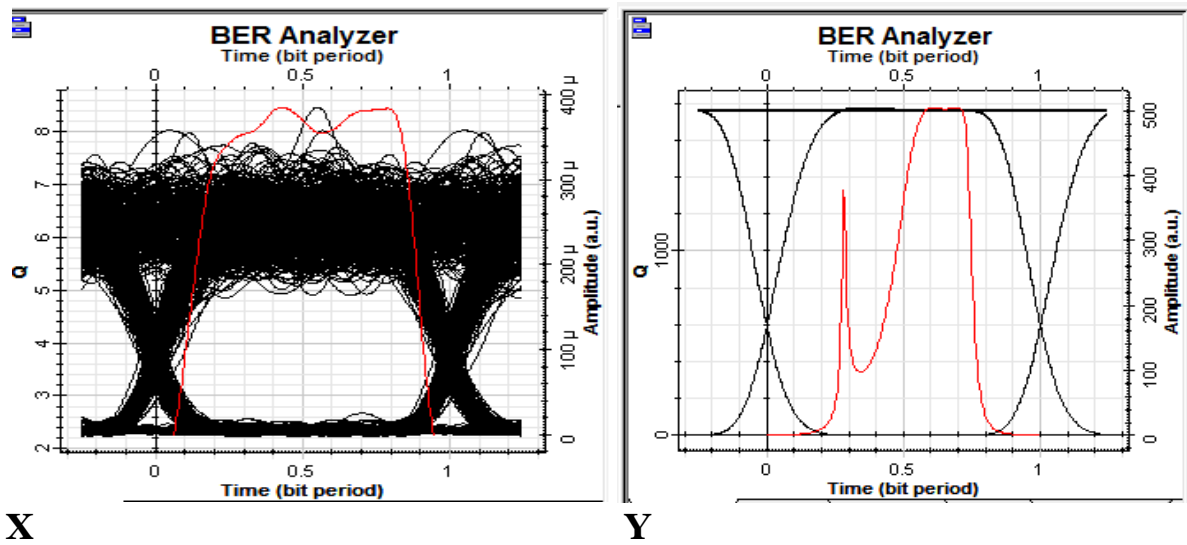 BER Analyzer
Time (bit period)
0 0.5 1
Q
8
7
6
5
4
3
2
400 µ
300 µ
200 µ
100 µ
0
Amplitude (a.u.)
0 0.5 1
Time (bit period)
X
BER Analyzer
Time (bit period)
0 0.5 1
Q
1000
0
500
400
300
200
100
0
Amplitude (a.u.)
0 0.5 1
Time (bit period)
Y